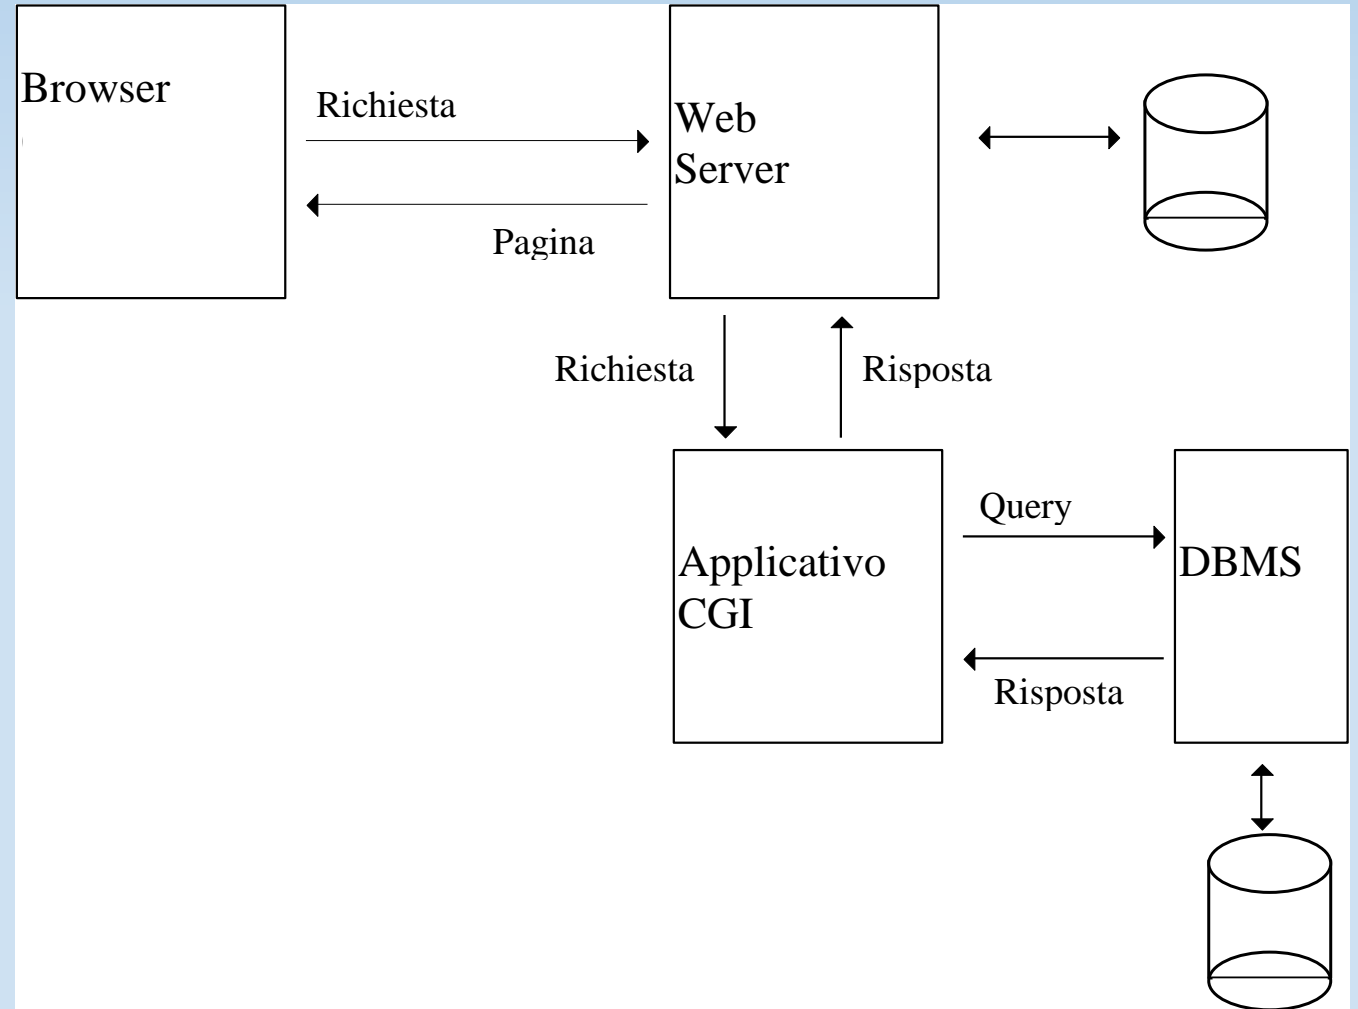 Browser
Richiesta
Web
Server
Pagina
Richiesta
Risposta
Query
Applicativo
CGI
DBMS
Risposta